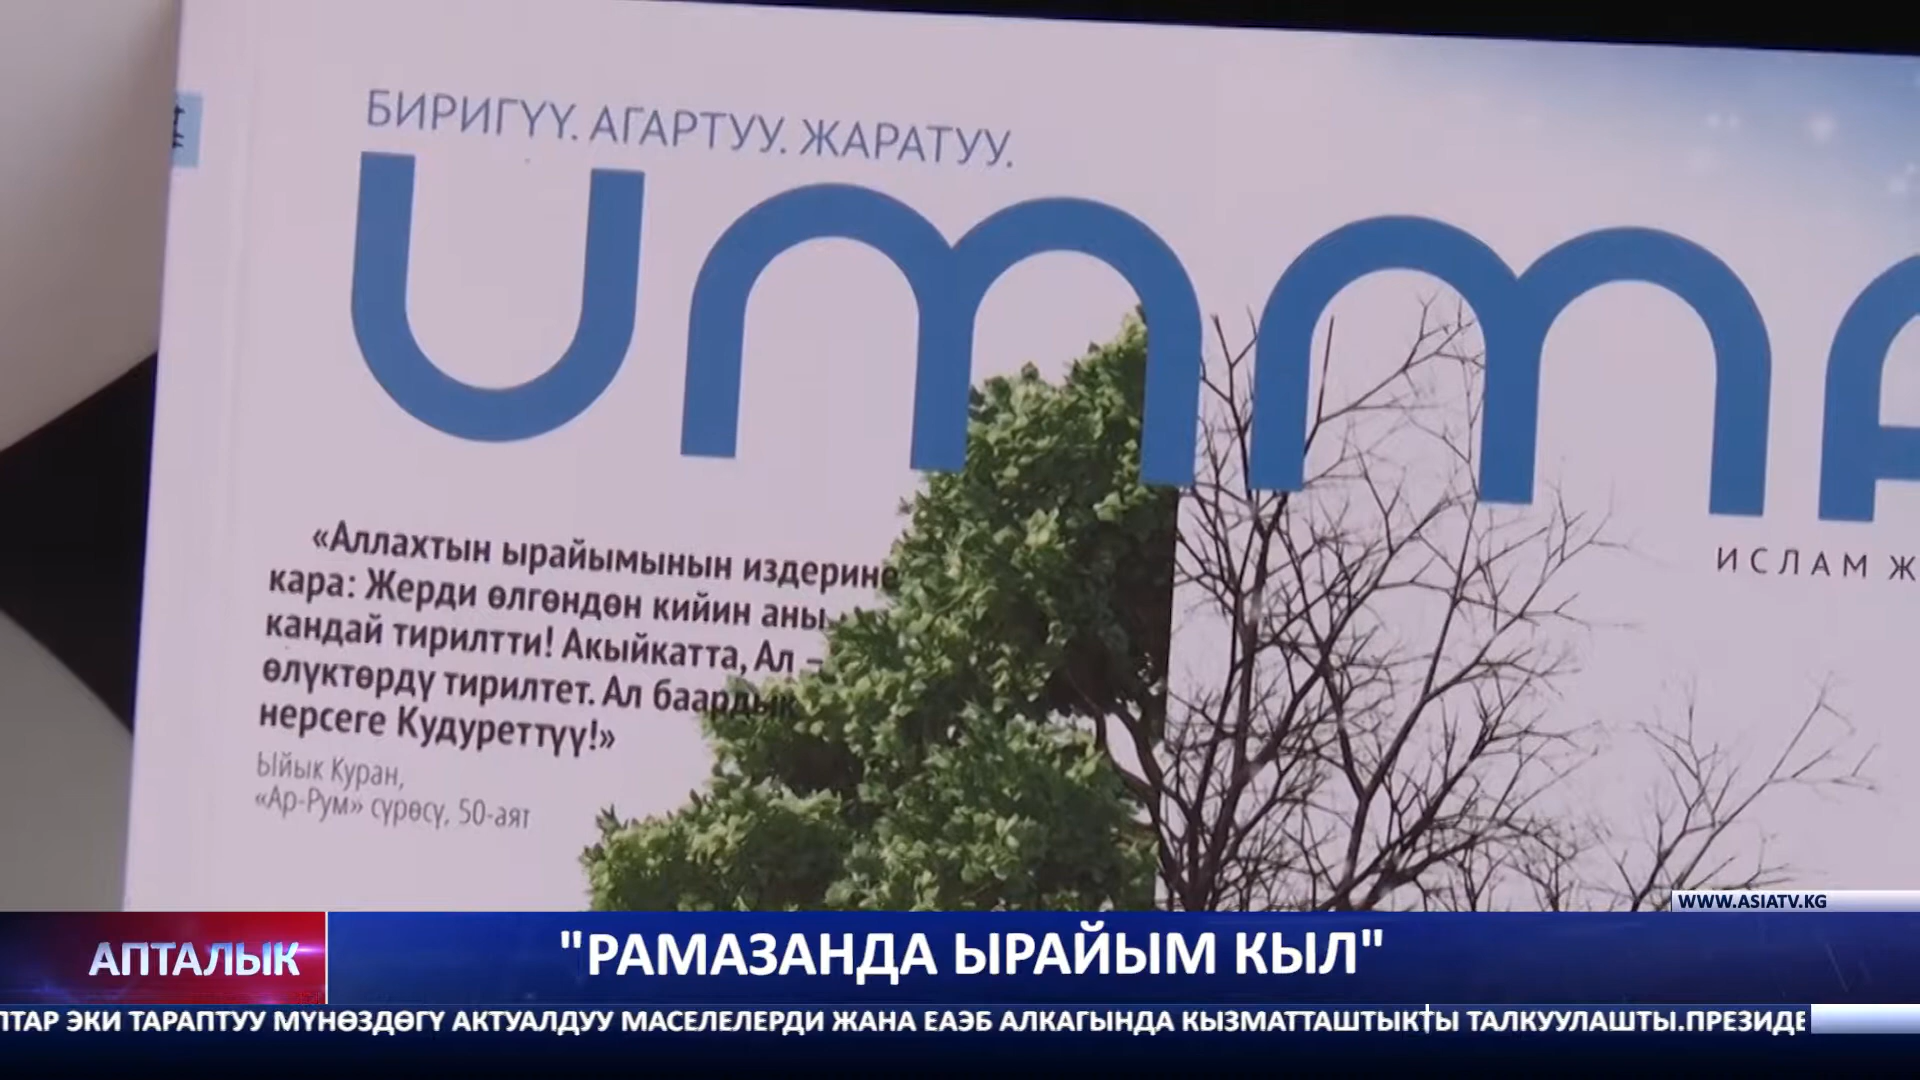 БИРИГҮҮ. АГАРТУУ. ЖАРАТУУ.
UMMA
ИСЛАМ Ж
«Аллахтын ырайымынын издерине
кара: Жерди өлгөндөн кийин аны
кандай тирилтти! Акыйкатта, Ал –
өлүктөрдү тирилтет. Ал баардык
нерсеге Кудуреттүү!»
Ыйык Куран,
«Ар-Рум» сүрөсү, 50-аят
WWW.ASIATV.KG
АПТАЛЫК
"РАМАЗАНДА ЫРАЙЫМ КЫЛ"
ПТАР ЭКИ ТАРАПТУУ МҮНӨЗДӨГҮ АКТУАЛДУУ МАСЕЛЕЛЕРДИ ЖАНА ЕАЭБ АЛКАГЫНДА КЫЗМАТТАШТЫКТЫ ТАЛКУУЛАШТЫ.ПРЕЗИДЕ